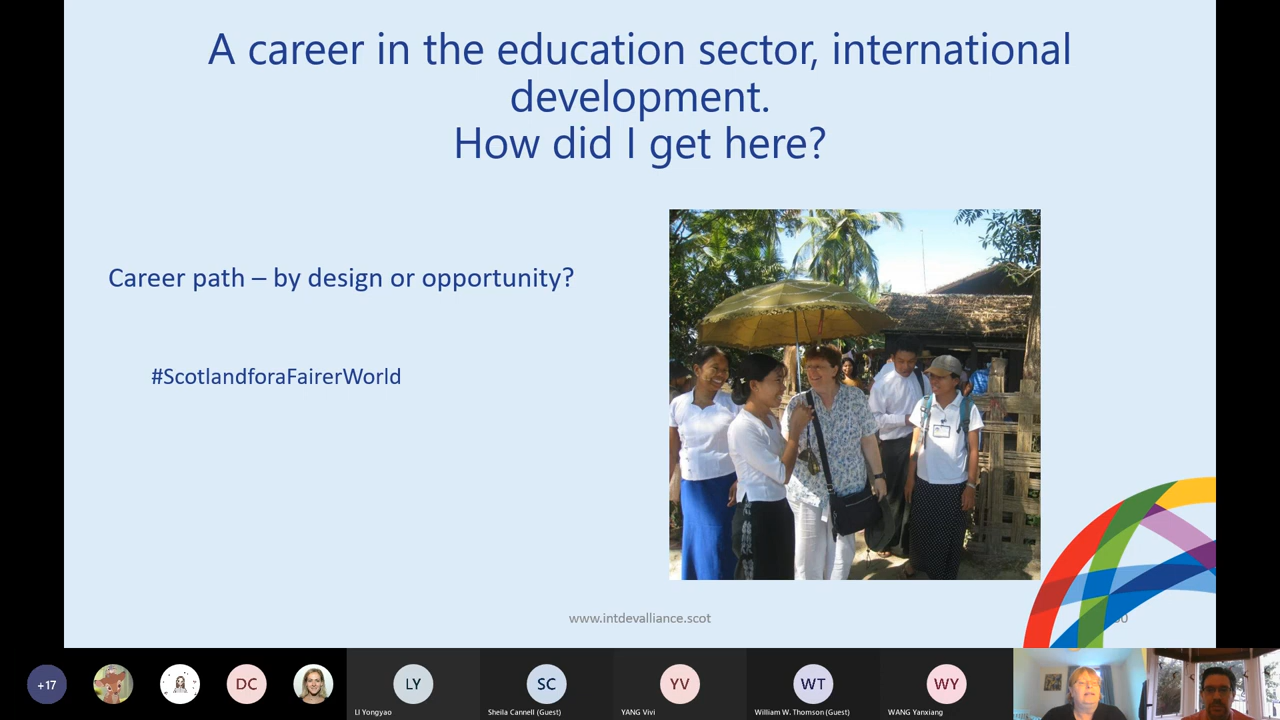 A career in the education sector, international
development.
How did I get here?
Career path – by design or opportunity?
#ScotlandforaFairerWorld
www.intdevalliance.scot
+17
DC
LY
SC
YV
WT
WY
LI Yongyao
Sheila Cannell (Guest)
YANG Vivi
William W. Thomson (Guest)
WANG Yanxiang